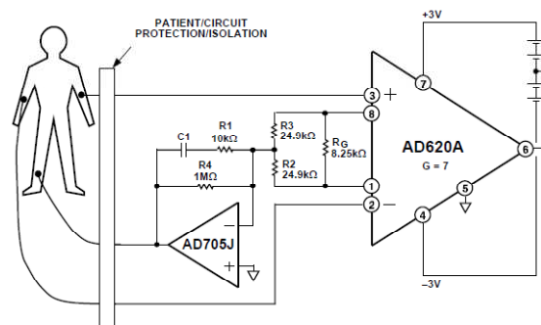 PATIENT/CIRCUIT
PROTECTION/ISOLATION
+3V
3
+
7
8
C1
R1
10kΩ
R3
24.9kΩ
RG
8.25kΩ
AD620A
G = 7
6
R4
1MΩ
R2
24.9kΩ
1
5
2
−
4
AD705J
−
+
−3V